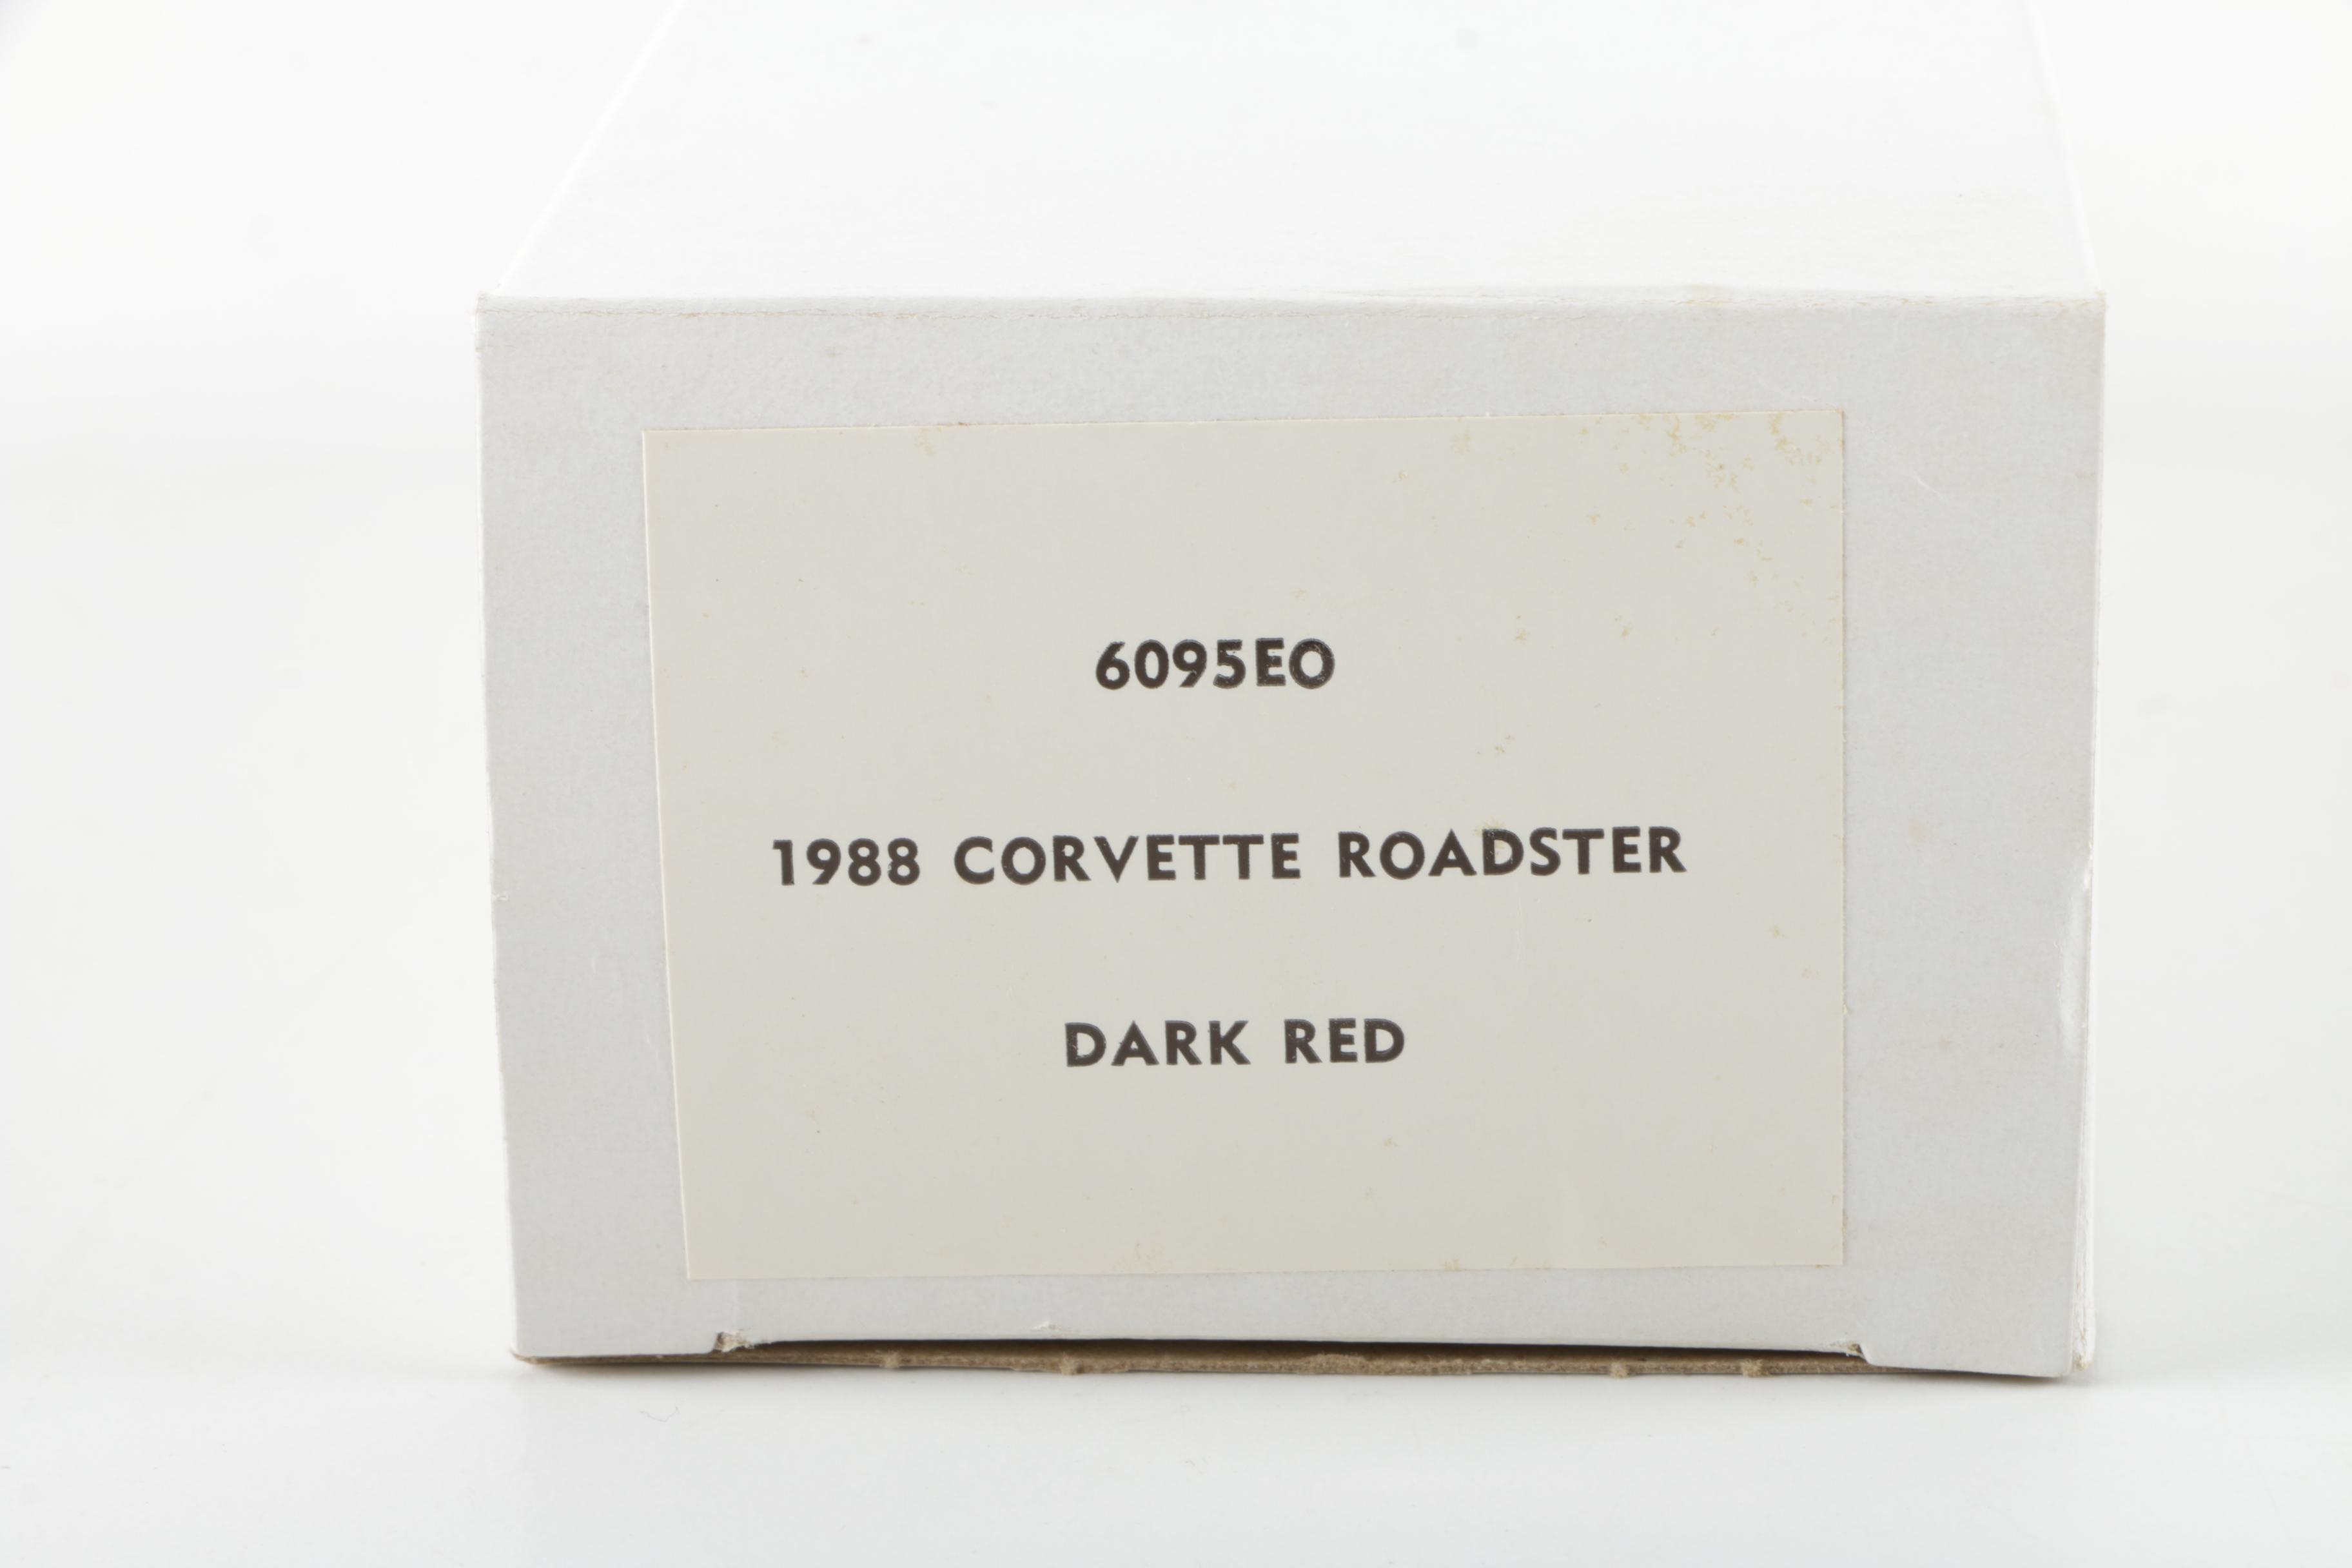 6095EO
1988 CORVETTE ROADSTER
DARK RED